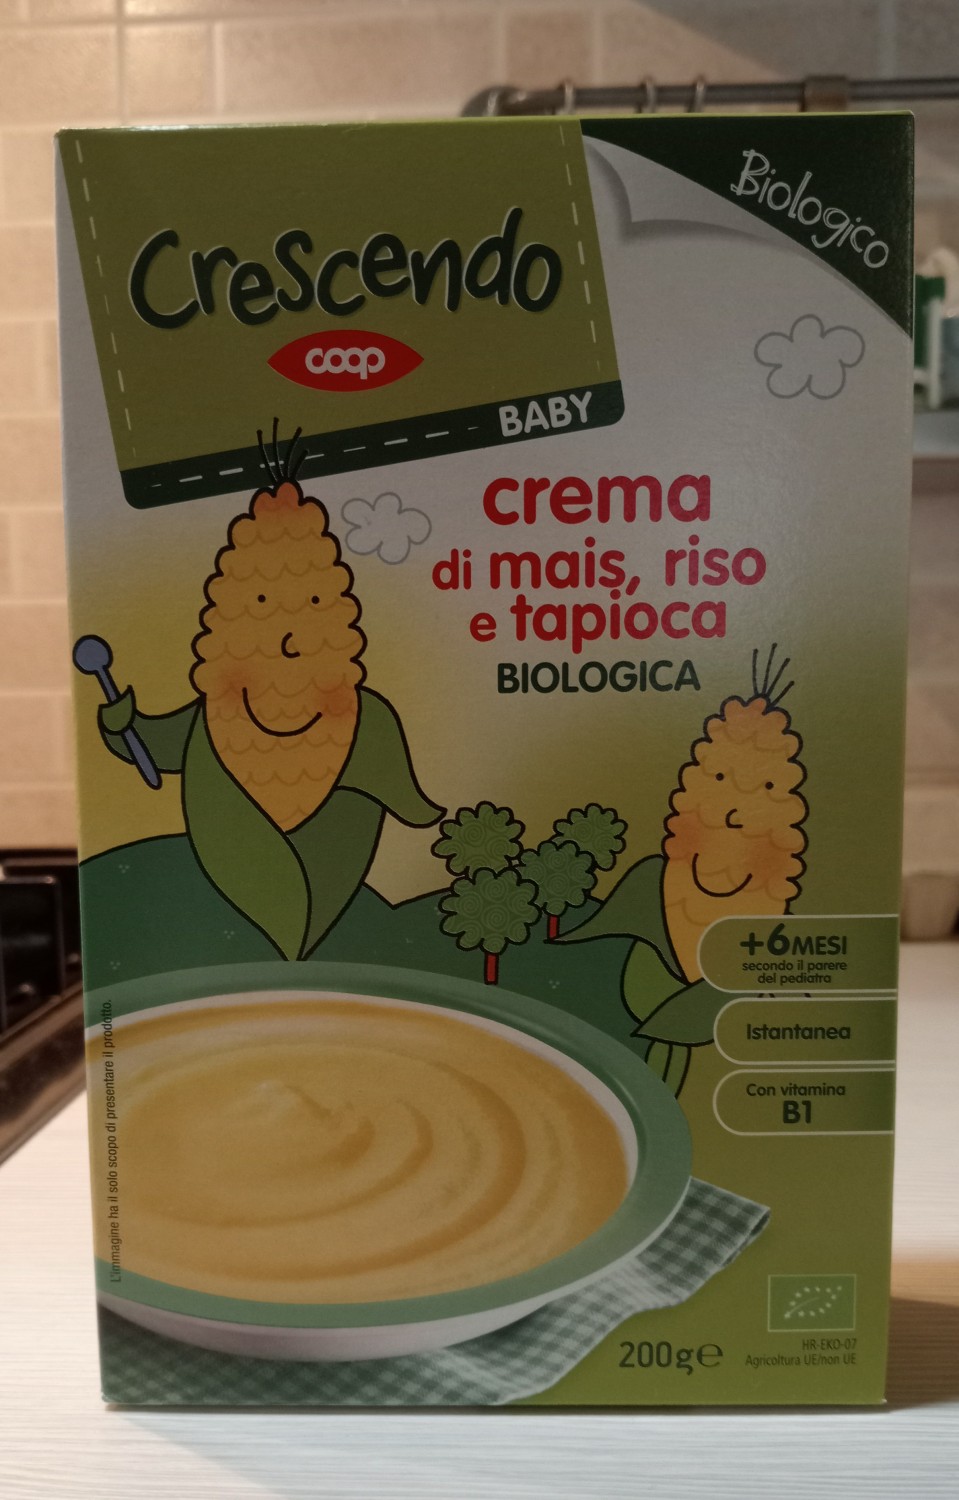 Biologico
Crescendo
coop
BABY
crema
di mais, riso
e tapioca
BIOLOGICA
+6 MESI
secondo il parere
del pediatra
Istantanea
Con vitamina
B1
L'immagine ha il solo scopo di presentare il prodotto.
200g e
HR-EKO-07
Agricoltura UE/non UE